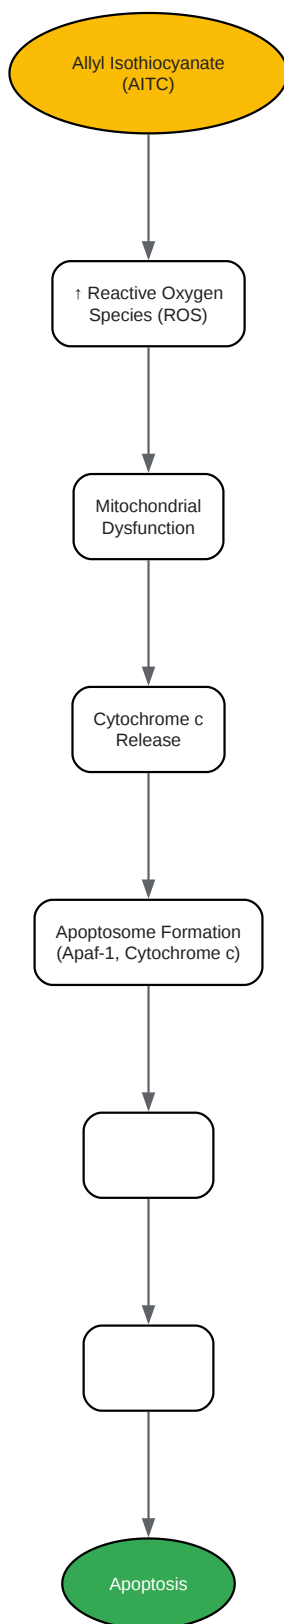 Allyl Isothiocyanate
(AITC)
↑ Reactive Oxygen
Species (ROS)
Mitochondrial
Dysfunction
Cytochrome c
Release
Apoptosome Formation
(Apaf-1, Cytochrome c)
Apoptosis